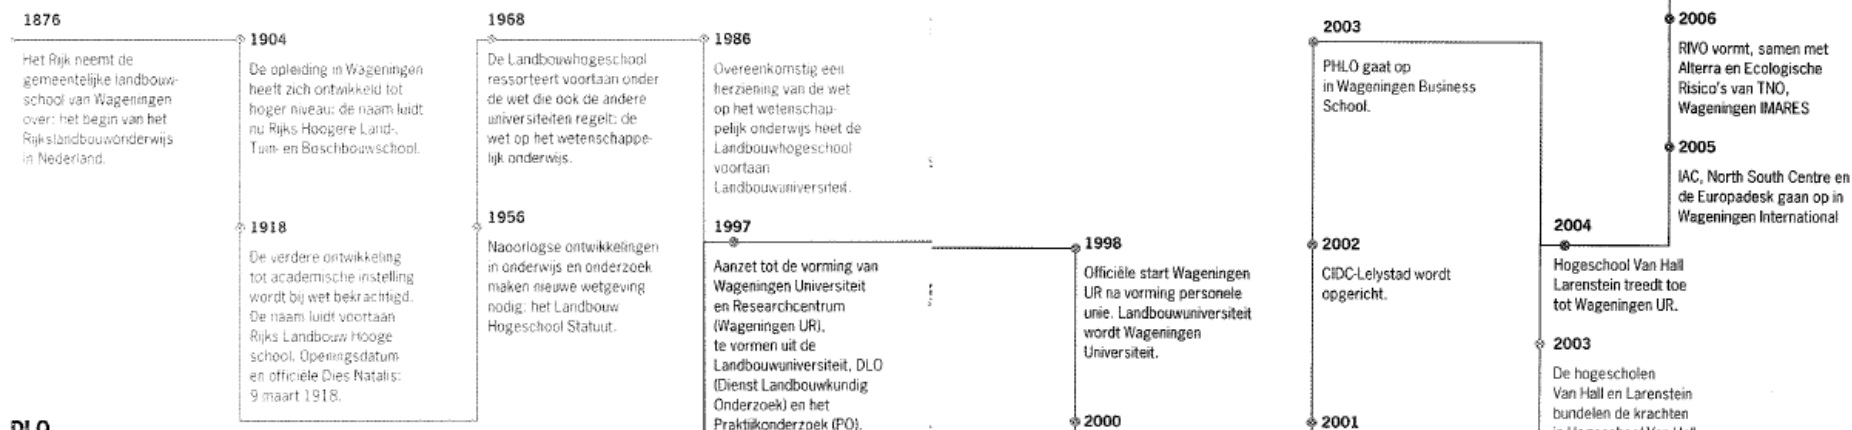 1876
Het Rijk neemt de
gemeentelijke landbouw-
school van Wageningen
over: het begin van het
Rijkslandbouwonderwijs
in Nederland.
1904
De opleiding in Wageningen
heeft zich ontwikkeld tot
hoger niveau: de naam luidt
nu Rijks Hoogere Land-,
Tuin- en Boschbouwschool.
1918
De verdere ontwikkeling
tot academische instelling
wordt bij wet bekrachtigd.
De naam luidt voortaan
Rijks Landbouw Hooge
school. Openingsdatum
en officiële Dies Natalis:
9 maart 1918.
1968
De Landbouwhogeschool
ressorteert voortaan onder
de wet die ook de andere
universiteiten regelt: de
wet op het wetenschappe-
lijk onderwijs.
1956
Naoorlogse ontwikkelingen
in onderwijs en onderzoek
maken nieuwe wetgeving
nodig: het Landbouw
Hogeschool Statuut.
1986
Overeenkomstig een
herziening van de wet
op het wetenschap-
pelijk onderwijs heet de
Landbouwhogeschool
voortaan
Landbouwuniversiteit.
1997
Aanzet tot de vorming van
Wageningen Universiteit
en Researchcentrum
(Wageningen UR),
te vormen uit de
Landbouwuniversiteit, DLO
(Dienst Landbouwkundig
Onderzoek) en het
Praktijkonderzoek (PO).
1998
Officiële start Wageningen
UR na vorming personele
unie. Landbouwuniversiteit
wordt Wageningen
Universiteit.
2000
2003
PHLO gaat op
in Wageningen Business
School.
2002
CIDC-Lelystad wordt
opgericht.
2001
2006
RIVO vormt, samen met
Alterra en Ecologische
Risico's van TNO,
Wageningen IMARES
2005
IAC, North South Centre en
de Europadesk gaan op in
Wageningen International
2004
Hogeschool Van Hall
Larenstein treedt toe
tot Wageningen UR.
2003
De hogescholen
Van Hall en Larenstein
bundelen de krachten
DLO